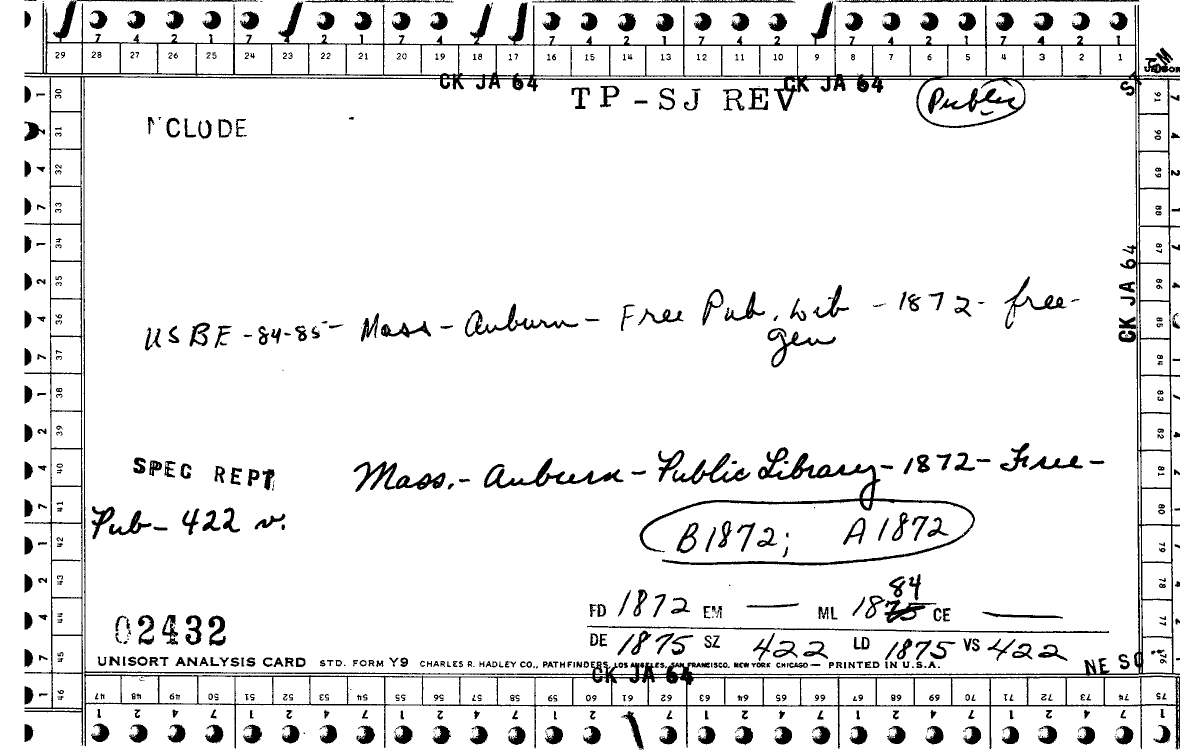 7 4 2 1 7 4 2 1 7 4 2 1 7 4 2 1 7 4 2 1 7 4 2 1 7 4 2 1
29 28 27 26 25 24 23 22 21 20 19 18 17 16 15 14 13 12 11 10 9 8 7 6 5 4 3 2 1
CK JA 64 CK JA 64
TP-SJ REV
Public
CLODE
CK JA 64
USBE-84-85- Mass-Auburn- Free Pub. Lib -1872- free-
gen
SPEC REPT Mass.-Auburn-Public Library-1872-Free-
Pub-422 v.
B1872; A1872
84
FD 1872 EM — ML 1875 CE —
02432
DE 1875 SZ 422 LD 1875 VS 422
UNISORT ANALYSIS CARD STD. FORM Y9 CHARLES R. HADLEY CO., PATHFINDERS, LOS ANGELES, SAN FRANCISCO, NEW YORK CHICAGO— PRINTED IN U.S.A.
CK JA 64
NE SO
30 31 32 33 34 35 36 37 38 39 40 41 42 43 44 45 46
47 48 49 50 51 52 53 54 55 56 57 58 59 60 61 62 63 64 65 66 67 68 69 70 71 72 73 74 75
76 77 78 79 80 81 82 83 84 85 86 87 88 89 90 91